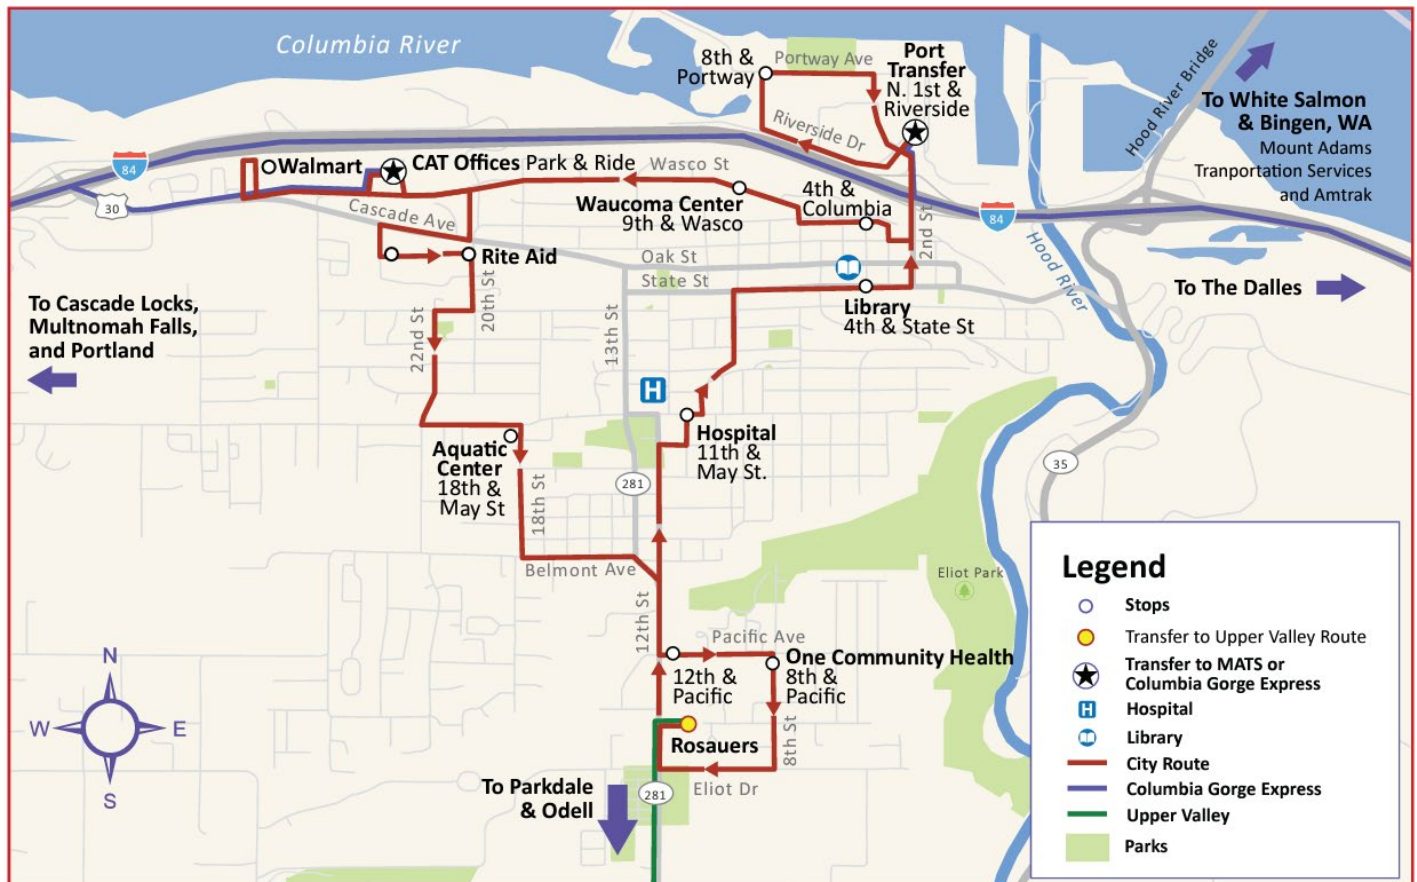 Columbia River
8th &
Portway
Portway Ave
Port
Transfer
N. 1st &
Riverside
Riverside Dr
Hood River Bridge
To White Salmon
& Bingen, WA
Mount Adams
Tranportation Services
and Amtrak
84
30
Walmart
CAT Offices Park & Ride
Wasco St
Waucoma Center
9th & Wasco
4th &
Columbia
2nd St
84
Hood River
Cascade Ave
Rite Aid
Oak St
State St
Library
4th & State St
To The Dalles
To Cascade Locks,
Multnomah Falls,
and Portland
22nd St
20th St
13th St
H
Hospital
11th &
May St.
Aquatic
Center
18th &
May St
18th St
281
35
Belmont Ave
Eliot Park
12th St
Pacific Ave
12th &
Pacific
One Community Health
8th &
Pacific
Rosauers
8th St
Eliot Dr
281
To Parkdale
& Odell
N
W
E
S
Legend
Stops
Transfer to Upper Valley Route
Transfer to MATS or
Columbia Gorge Express
H
Hospital
Library
City Route
Columbia Gorge Express
Upper Valley
Parks